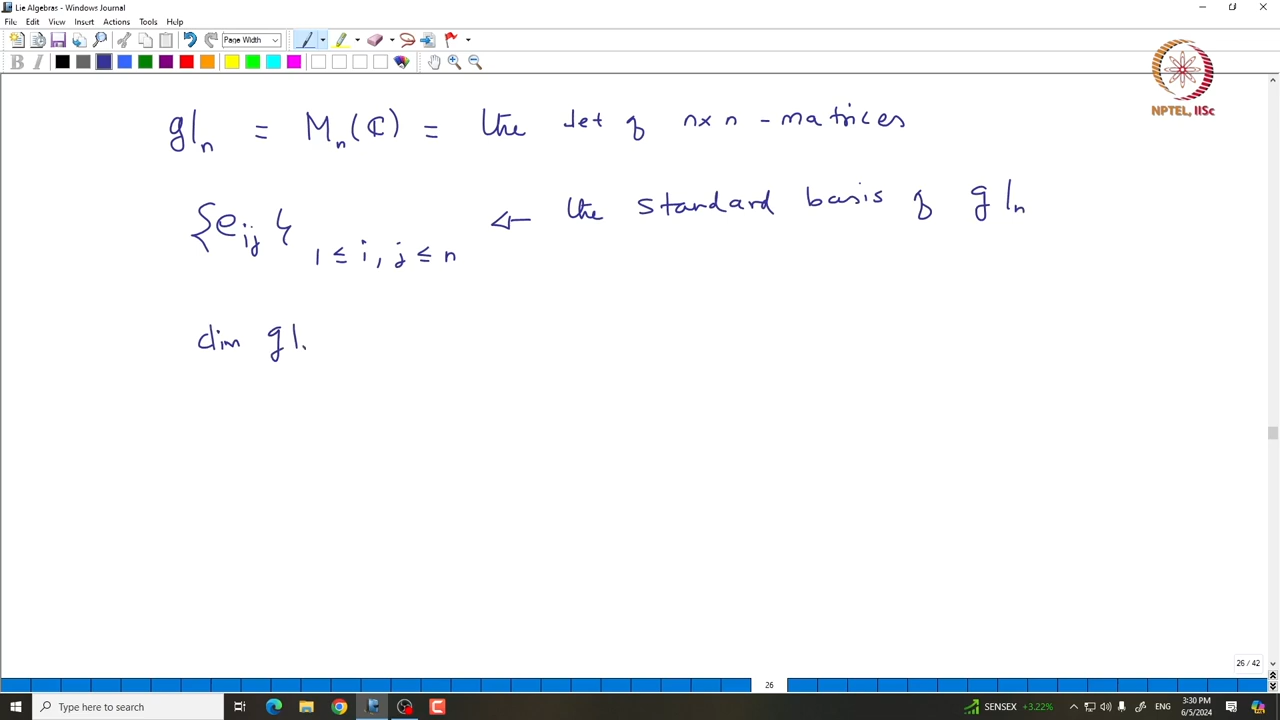 Lie Algebras - Windows Journal
File Edit View Insert Actions Tools Help
Page Width
B I
NPTEL, IISc
gl_n = M_n(ℂ) = the set of n×n - matrices
{e_ij}_{1 ≤ i, j ≤ n} ← the standard basis of gl_n
dim gl
26 / 42
26
Type here to search
SENSEX +3.22%
ENG
3:30 PM
6/5/2024